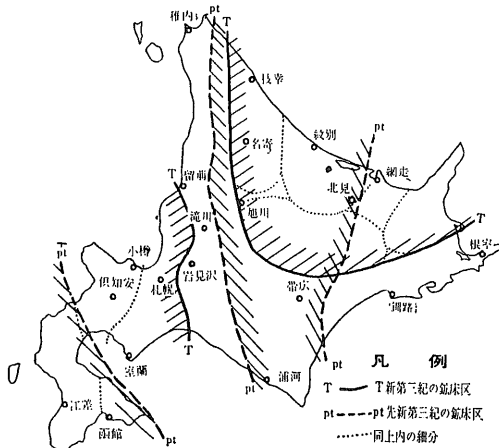 稚内
pt
T
枝幸
名寄
紋別
pt
網走
留萌
T
北見
旭川
滝川
T
根室
小樽
pt
倶知安
札幌
岩見沢
帯広
釧路
T
室蘭
浦河
pt
pt
江差
函館
pt
凡 例
T T新第三紀の鉱床区
pt 先新第三紀の鉱床区
同上内の細分